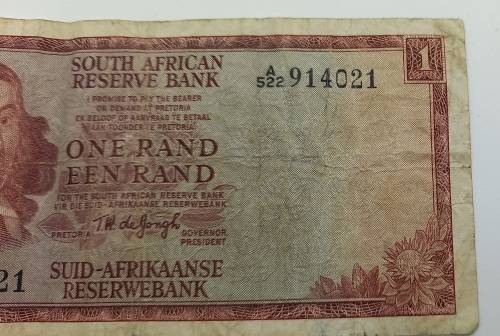 SOUTH AFRICAN
RESERVE BANK
A/522 914021
1
I PROMISE TO PAY THE BEARER
ON DEMAND AT PRETORIA
EK BELOOF OP AANVRAAG TE BETAAL
AAN TOONDER TE PRETORIA
ONE RAND
EEN RAND
FOR THE SOUTH AFRICAN RESERVE BANK
VIR DIE SUID-AFRIKAANSE RESERWEBANK
T.W. de Jongh
PRETORIA GOVERNOR
PRESIDENT
21
SUID-AFRIKAANSE
RESERWEBANK